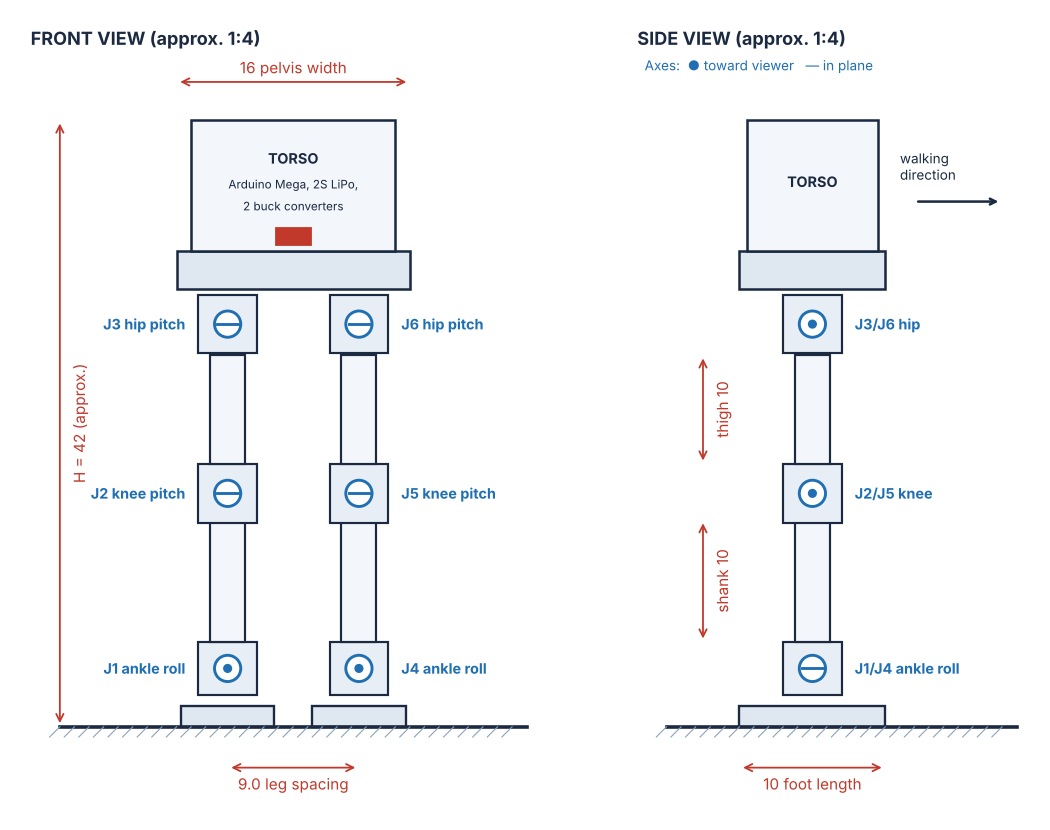 FRONT VIEW (approx. 1:4)
16 pelvis width
TORSO
Arduino Mega, 2S LiPo,
2 buck converters
J3 hip pitch
J6 hip pitch
H = 42 (approx.)
J2 knee pitch
J5 knee pitch
J1 ankle roll
J4 ankle roll
9.0 leg spacing
SIDE VIEW (approx. 1:4)
Axes: ● toward viewer — in plane
TORSO
walking
direction
J3/J6 hip
thigh 10
J2/J5 knee
shank 10
J1/J4 ankle roll
10 foot length